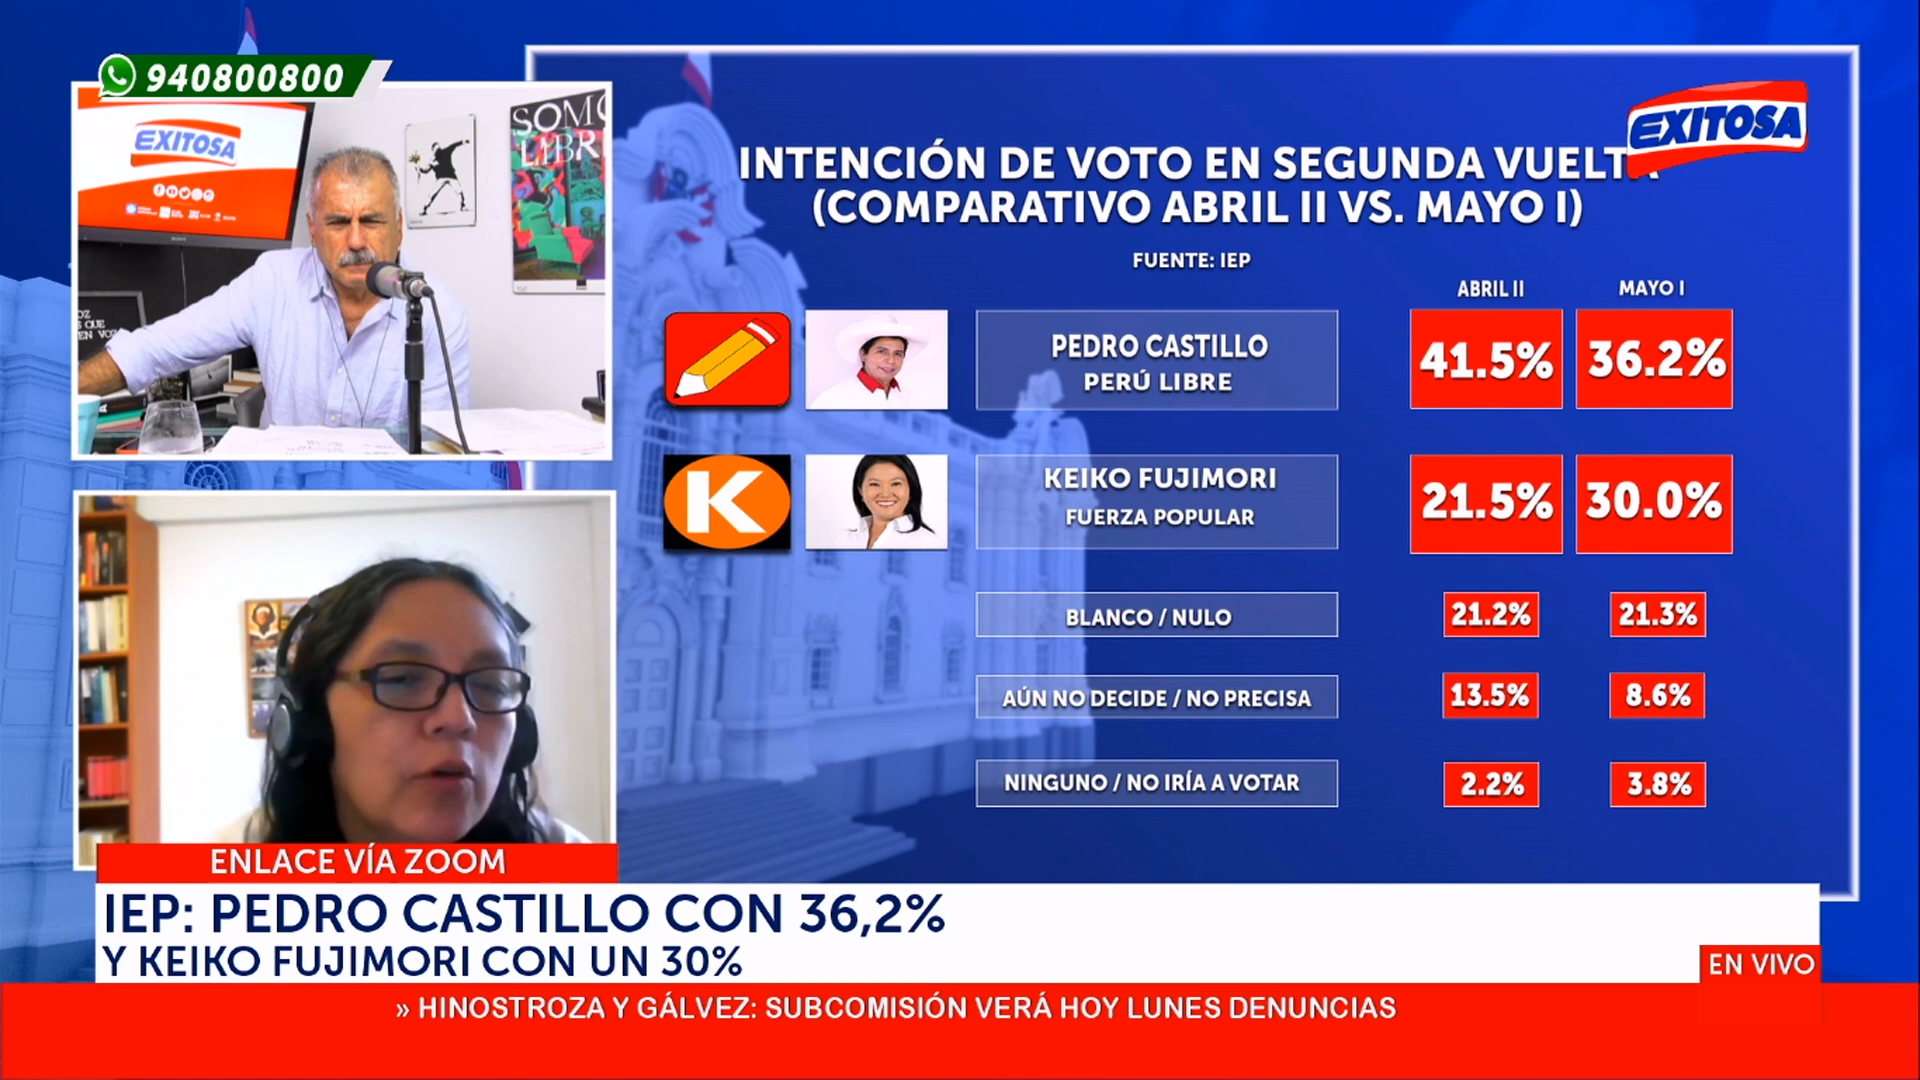 940800800
EXITOSA
SOMO
LIBR
EXITOSA
INTENCIÓN DE VOTO EN SEGUNDA VUELTA
(COMPARATIVO ABRIL II VS. MAYO I)
FUENTE: IEP
ABRIL II MAYO I
PEDRO CASTILLO
PERÚ LIBRE
41.5% 36.2%
K
KEIKO FUJIMORI
FUERZA POPULAR
21.5% 30.0%
BLANCO / NULO 21.2% 21.3%
AÚN NO DECIDE / NO PRECISA 13.5% 8.6%
NINGUNO / NO IRÍA A VOTAR 2.2% 3.8%
ENLACE VÍA ZOOM
IEP: PEDRO CASTILLO CON 36,2%
Y KEIKO FUJIMORI CON UN 30%
EN VIVO
» HINOSTROZA Y GÁLVEZ: SUBCOMISIÓN VERÁ HOY LUNES DENUNCIAS